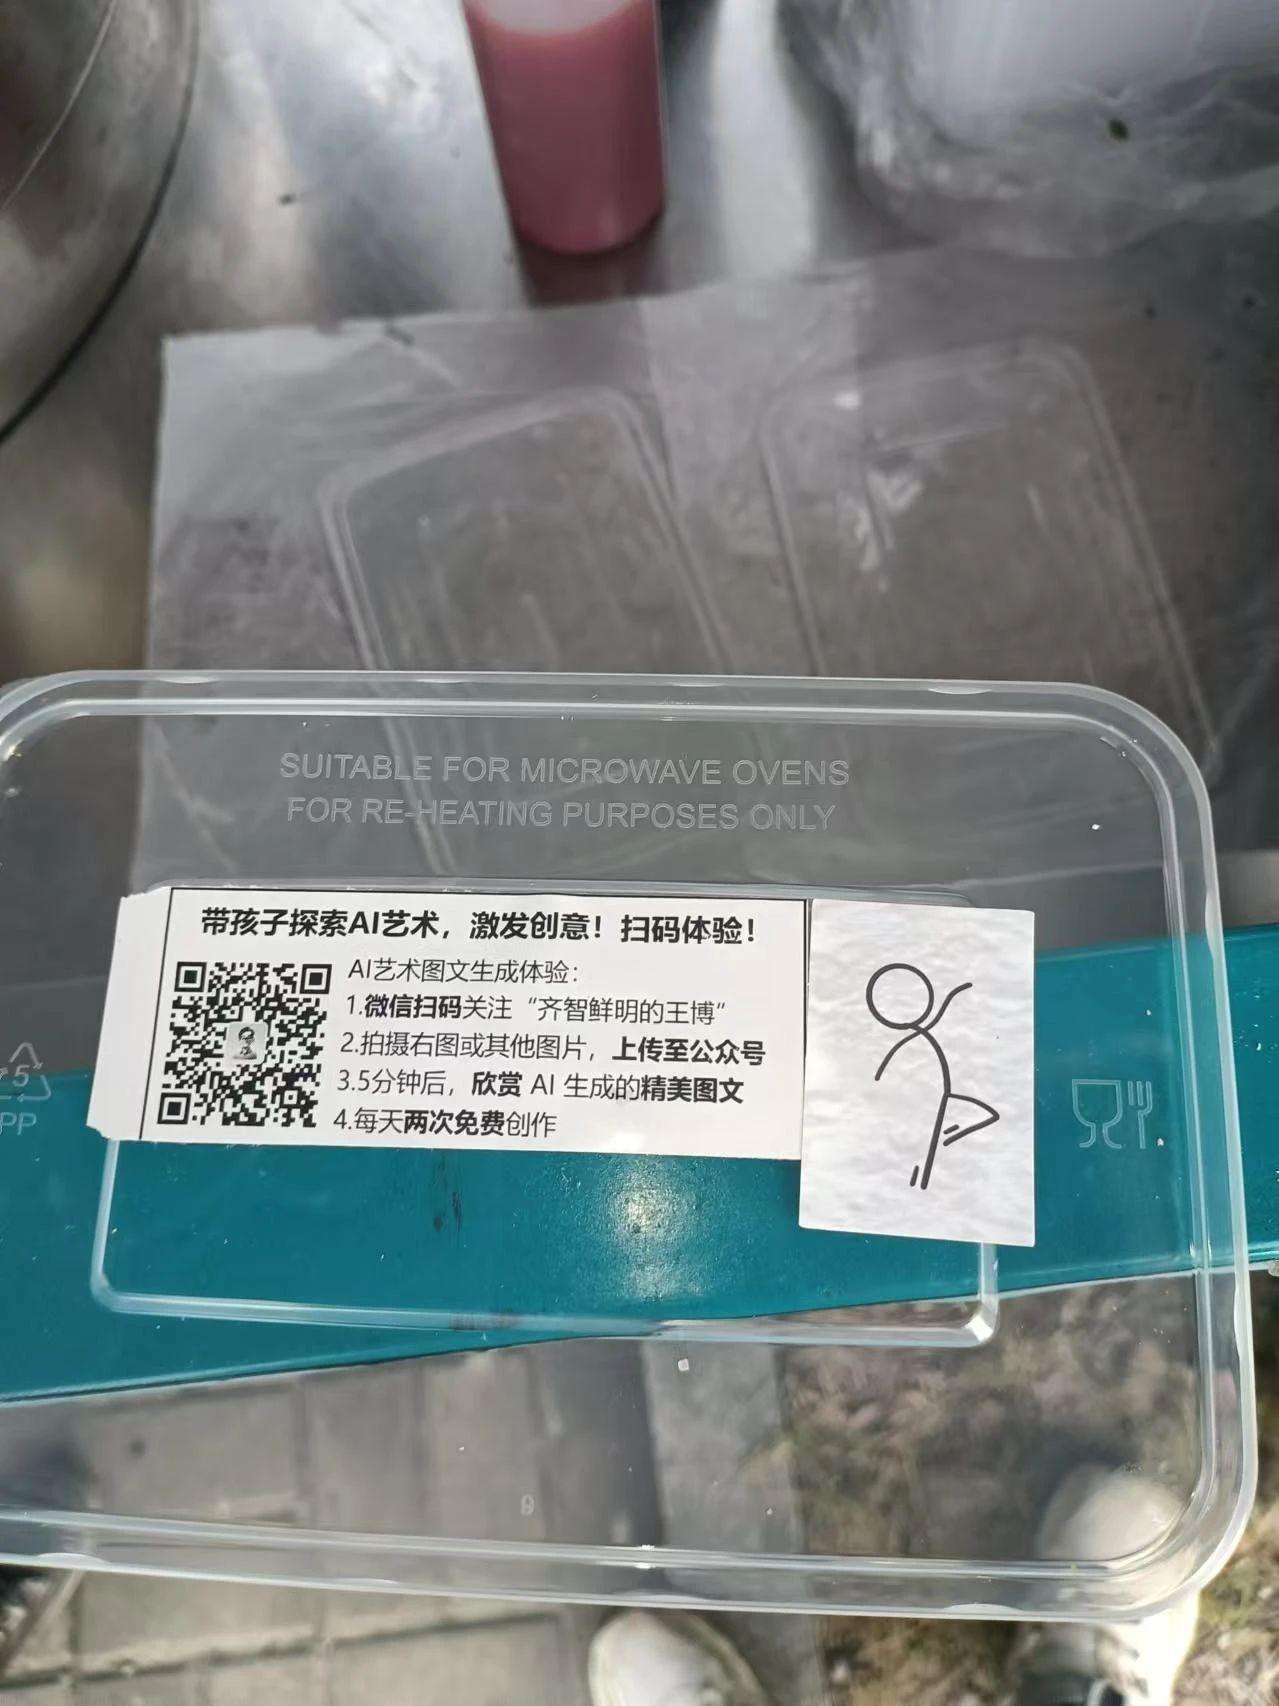 SUITABLE FOR MICROWAVE OVENS
FOR RE-HEATING PURPOSES ONLY
带孩子探索AI艺术，激发创意！扫码体验！
AI艺术图文生成体验：
1.微信扫码关注“齐智鲜明的王博”
2.拍摄右图或其他图片，上传至公众号
3.5分钟后，欣赏 AI 生成的精美图文
4.每天两次免费创作
5
PP
9